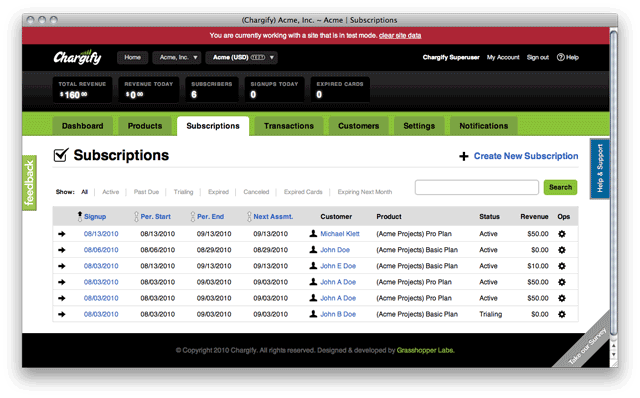 (Chargify) Acme, Inc. ~ Acme | Subscriptions
You are currently working with a site that is in test mode. clear site data
Chargify Home Acme, Inc. ▼ Acme (USD) TEST ▼ Chargify Superuser My Account Sign out ? Help
TOTAL REVENUE REVENUE TODAY SUBSCRIBERS SIGNUPS TODAY EXPIRED CARDS
$160.00 $0.00 6 0 0
Dashboard Products Subscriptions Transactions Customers Settings Notifications
Subscriptions + Create New Subscription
feedback
Help & Support
Show: All Active Past Due Trialing Expired Canceled Expired Cards Expiring Next Month Search
Signup Per. Start Per. End Next Assmt. Customer Product Status Revenue Ops
08/13/2010 08/13/2010 09/13/2010 09/13/2010 Michael Klett (Acme Projects) Pro Plan Active $50.00
08/06/2010 08/06/2010 08/29/2010 08/29/2010 John Doe (Acme Projects) Basic Plan Active $0.00
08/03/2010 08/13/2010 09/13/2010 09/13/2010 John E Doe (Acme Projects) Basic Plan Active $10.00
08/03/2010 08/03/2010 09/03/2010 09/03/2010 John A Doe (Acme Projects) Pro Plan Active $50.00
08/03/2010 08/03/2010 09/03/2010 09/03/2010 John A Doe (Acme Projects) Pro Plan Active $50.00
08/03/2010 08/03/2010 09/03/2010 09/03/2010 John B Doe (Acme Projects) Basic Plan Trialing $0.00
© Copyright 2010 Chargify. All rights reserved. Designed & developed by Grasshopper Labs.
Take our Survey